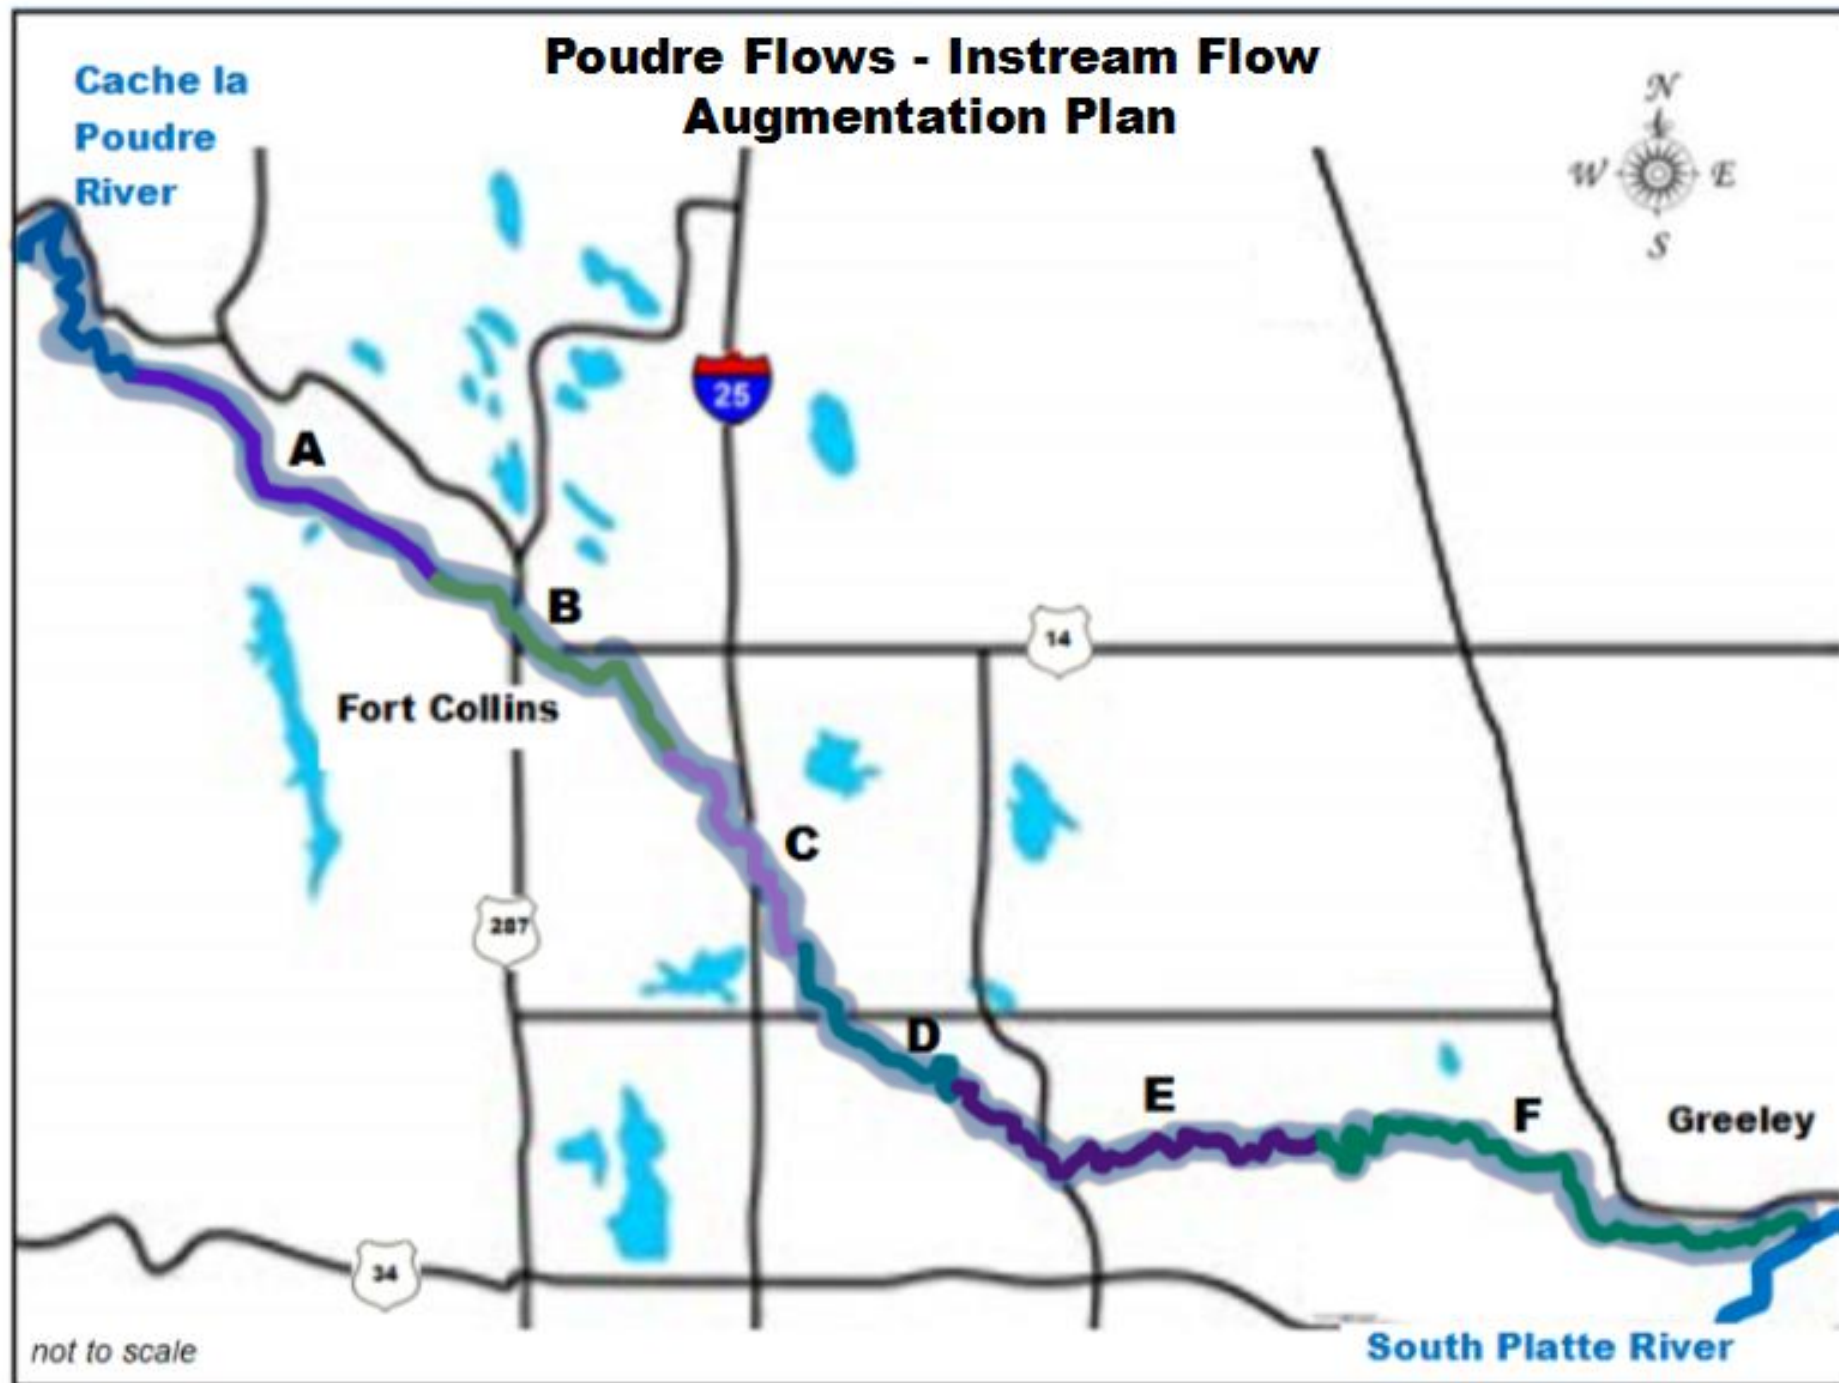 Poudre Flows - Instream Flow
Augmentation Plan
Cache la
Poudre
River
N
W
E
S
25
A
B
14
Fort Collins
C
287
D
E
F
Greeley
34
South Platte River
not to scale